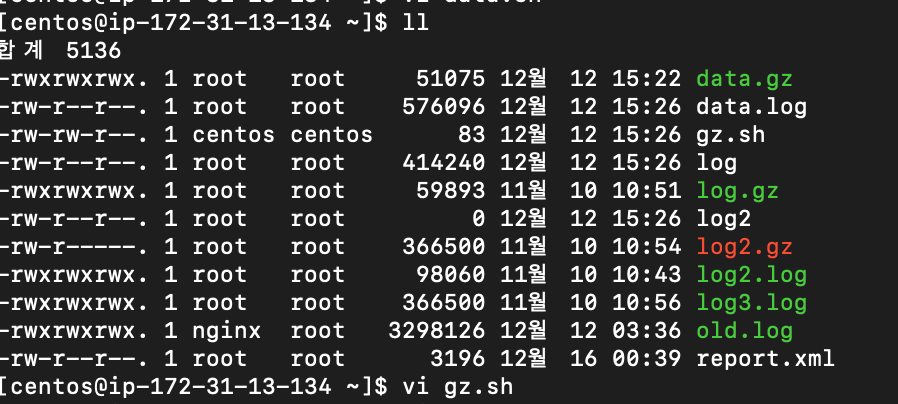 [centos@ip-172-31-13-134 ~]$ ll
합계 5136
-rwxrwxrwx. 1 root root 51075 12월 12 15:22 data.gz
-rw-r--r--. 1 root root 576096 12월 12 15:26 data.log
-rw-rw-r--. 1 centos centos 83 12월 12 15:26 gz.sh
-rw-r--r--. 1 root root 414240 12월 12 15:26 log
-rwxrwxrwx. 1 root root 59893 11월 10 10:51 log.gz
-rw-r--r--. 1 root root 0 12월 12 15:26 log2
-rw-r-----. 1 root root 366500 11월 10 10:54 log2.gz
-rwxrwxrwx. 1 root root 98060 11월 10 10:43 log2.log
-rwxrwxrwx. 1 root root 366500 11월 10 10:56 log3.log
-rwxrwxrwx. 1 nginx root 3298126 12월 12 03:36 old.log
-rw-r--r--. 1 root root 3196 12월 16 00:39 report.xml
[centos@ip-172-31-13-134 ~]$ vi gz.sh